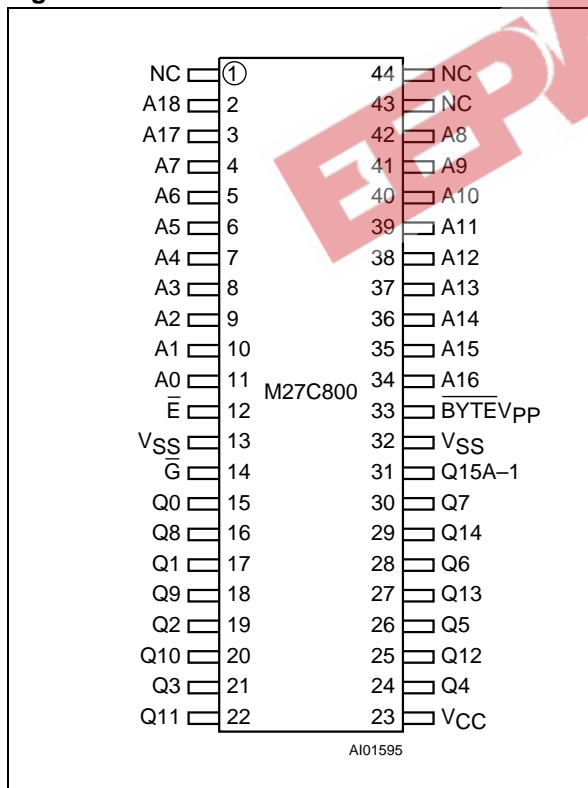 NC 1 44 NC
A18 2 43 NC
A17 3 42 A8
A7 4 41 A9
A6 5 40 A10
A5 6 39 A11
A4 7 38 A12
A3 8 37 A13
A2 9 36 A14
A1 10 35 A15
A0 11 34 A16
M27C800
E̅ 12 33 B̅Y̅T̅E̅VPP
VSS 13 32 VSS
G̅ 14 31 Q15A–1
Q0 15 30 Q7
Q8 16 29 Q14
Q1 17 28 Q6
Q9 18 27 Q13
Q2 19 26 Q5
Q10 20 25 Q12
Q3 21 24 Q4
Q11 22 23 VCC
AI01595